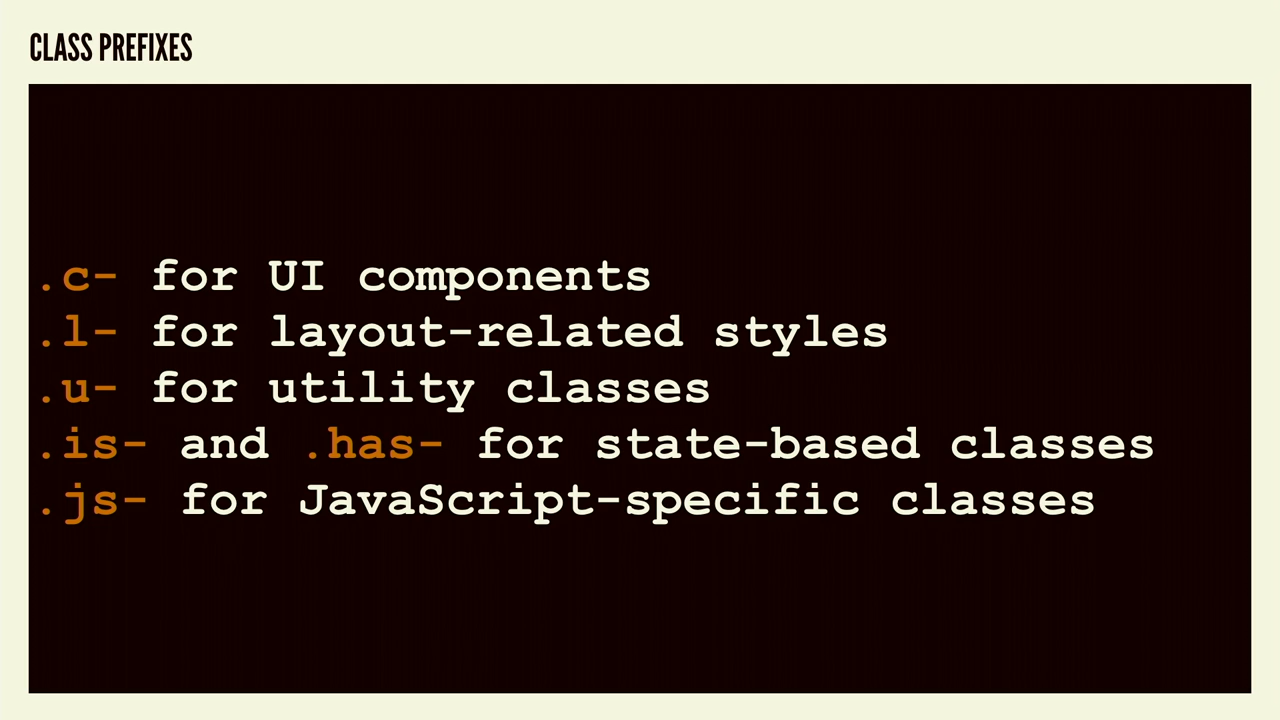 CLASS PREFIXES
.c- for UI components
.l- for layout-related styles
.u- for utility classes
.is- and .has- for state-based classes
.js- for JavaScript-specific classes